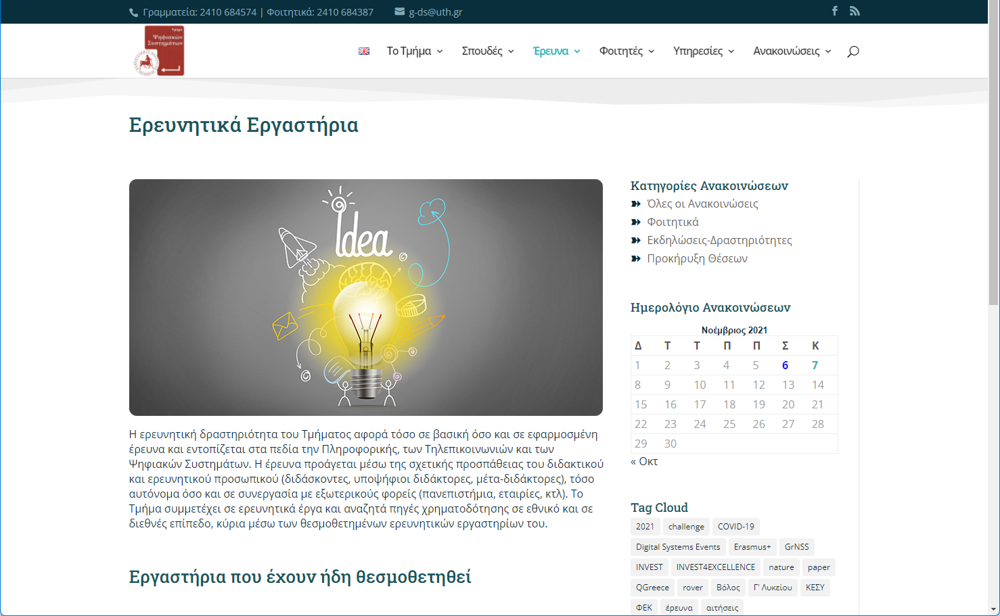 Γραμματεία: 2410 684574 | Φοιτητικά: 2410 684387
g-ds@uth.gr
Τμήμα
Ψηφιακών
Συστημάτων
Το Τμήμα
Σπουδές
Έρευνα
Φοιτητές
Υπηρεσίες
Ανακοινώσεις
Ερευνητικά Εργαστήρια
Idea
Η ερευνητική δραστηριότητα του Τμήματος αφορά τόσο σε βασική όσο και σε εφαρμοσμένη
έρευνα και εντοπίζεται στα πεδία την Πληροφορικής, των Τηλεπικοινωνιών και των
Ψηφιακών Συστημάτων. Η έρευνα προάγεται μέσω της σχετικής προσπάθειας του διδακτικού
και ερευνητικού προσωπικού (διδάσκοντες, υποψήφιοι διδάκτορες, μέτα-διδάκτορες), τόσο
αυτόνομα όσο και σε συνεργασία με εξωτερικούς φορείς (πανεπιστήμια, εταιρίες, κτλ). Το
Τμήμα συμμετέχει σε ερευνητικά έργα και αναζητά πηγές χρηματοδότησης σε εθνικό και σε
διεθνές επίπεδο, κύρια μέσω των θεσμοθετημένων ερευνητικών εργαστηρίων του.
Εργαστήρια που έχουν ήδη θεσμοθετηθεί
Κατηγορίες Ανακοινώσεων
Όλες οι Ανακοινώσεις
Φοιτητικά
Εκδηλώσεις-Δραστηριότητες
Προκήρυξη Θέσεων
Ημερολόγιο Ανακοινώσεων
Νοέμβριος 2021
Δ Τ Τ Π Π Σ Κ
1 2 3 4 5 6 7
8 9 10 11 12 13 14
15 16 17 18 19 20 21
22 23 24 25 26 27 28
29 30
« Οκτ
Tag Cloud
2021 challenge COVID-19
Digital Systems Events Erasmus+ GrNSS
INVEST INVEST4EXCELLENCE nature paper
QGreece rover Βόλος Γ' Λυκείου ΚΕΣΥ
ΦΕΚ έρευνα αιτήσεις